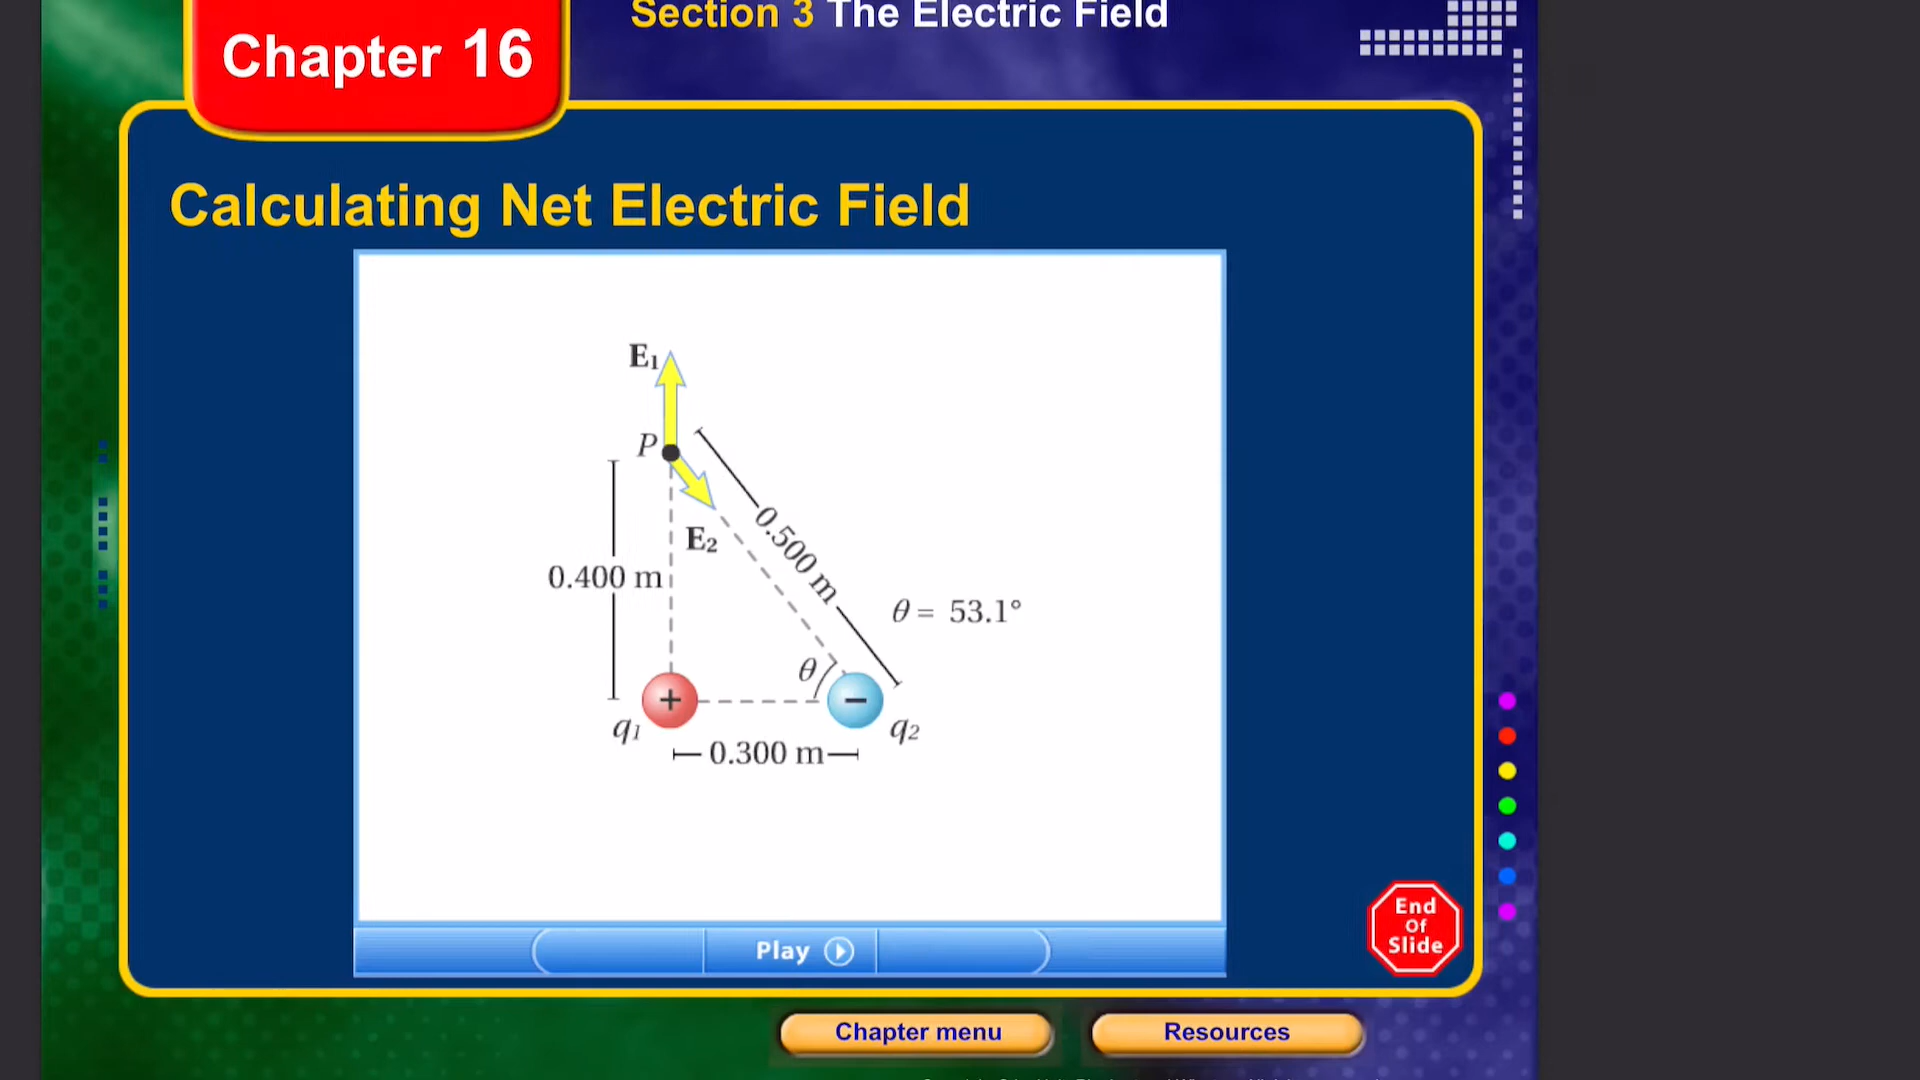 Section 3 The Electric Field
Chapter 16
Calculating Net Electric Field
E1
P
0.500 m
E2
0.400 m
θ = 53.1°
θ
+
−
q1
q2
0.300 m
Play
End
Of
Slide
Chapter menu
Resources